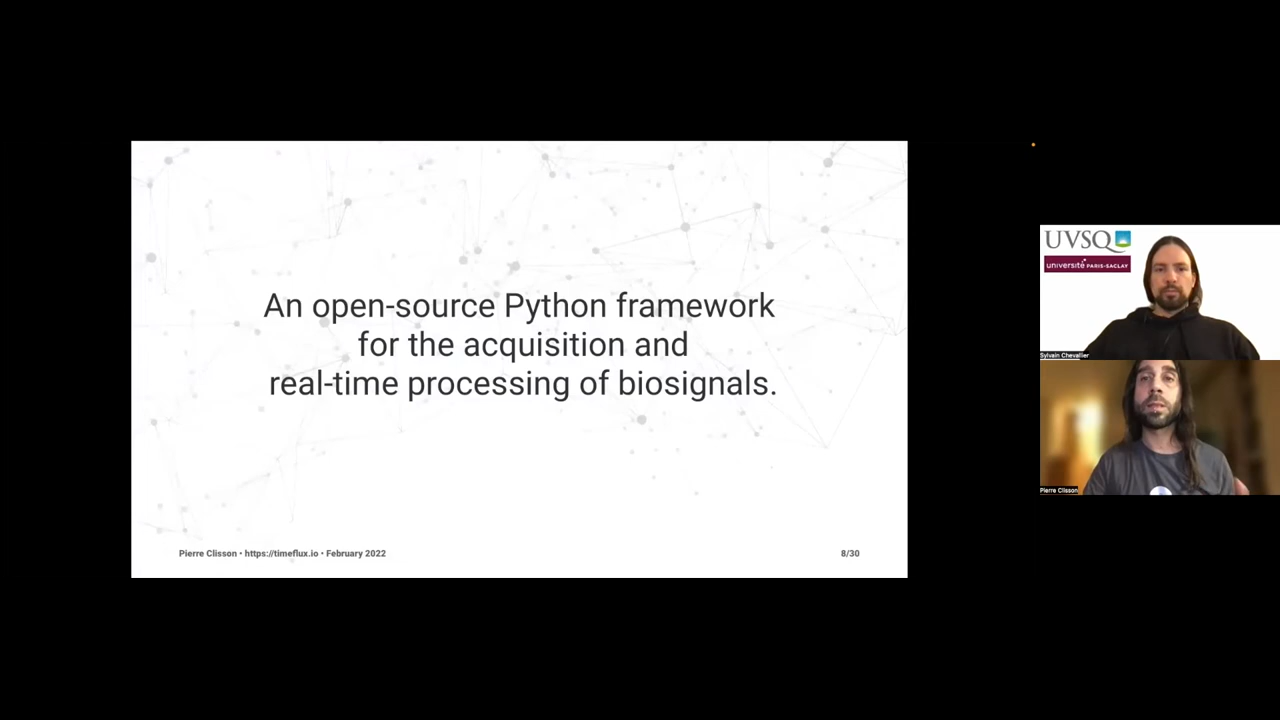 An open-source Python framework
for the acquisition and
real-time processing of biosignals.
Pierre Clisson • https://timeflux.io • February 2022
8/30
UVSQ
université PARIS-SACLAY
Sylvain Chevallier
Pierre Clisson